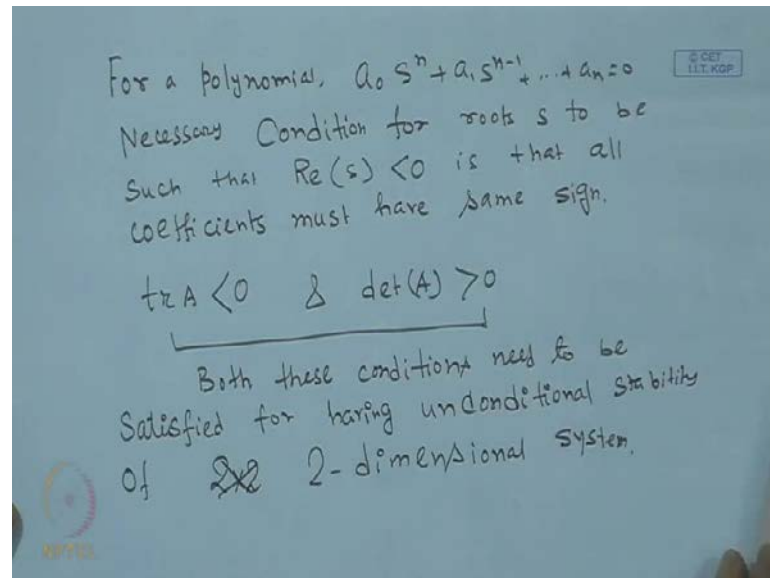 For a polynomial, a₀ sⁿ + a₁ sⁿ⁻¹ + ... + aₙ = 0
© CET
I.I.T. KGP
Necessary Condition for roots s to be
such that Re(s) < 0 is that all
coefficients must have same sign.
tr A < 0 & det(A) > 0
Both these conditions need to be
Satisfied for having unconditional stability
of 2-dimensional system.
NPTEL